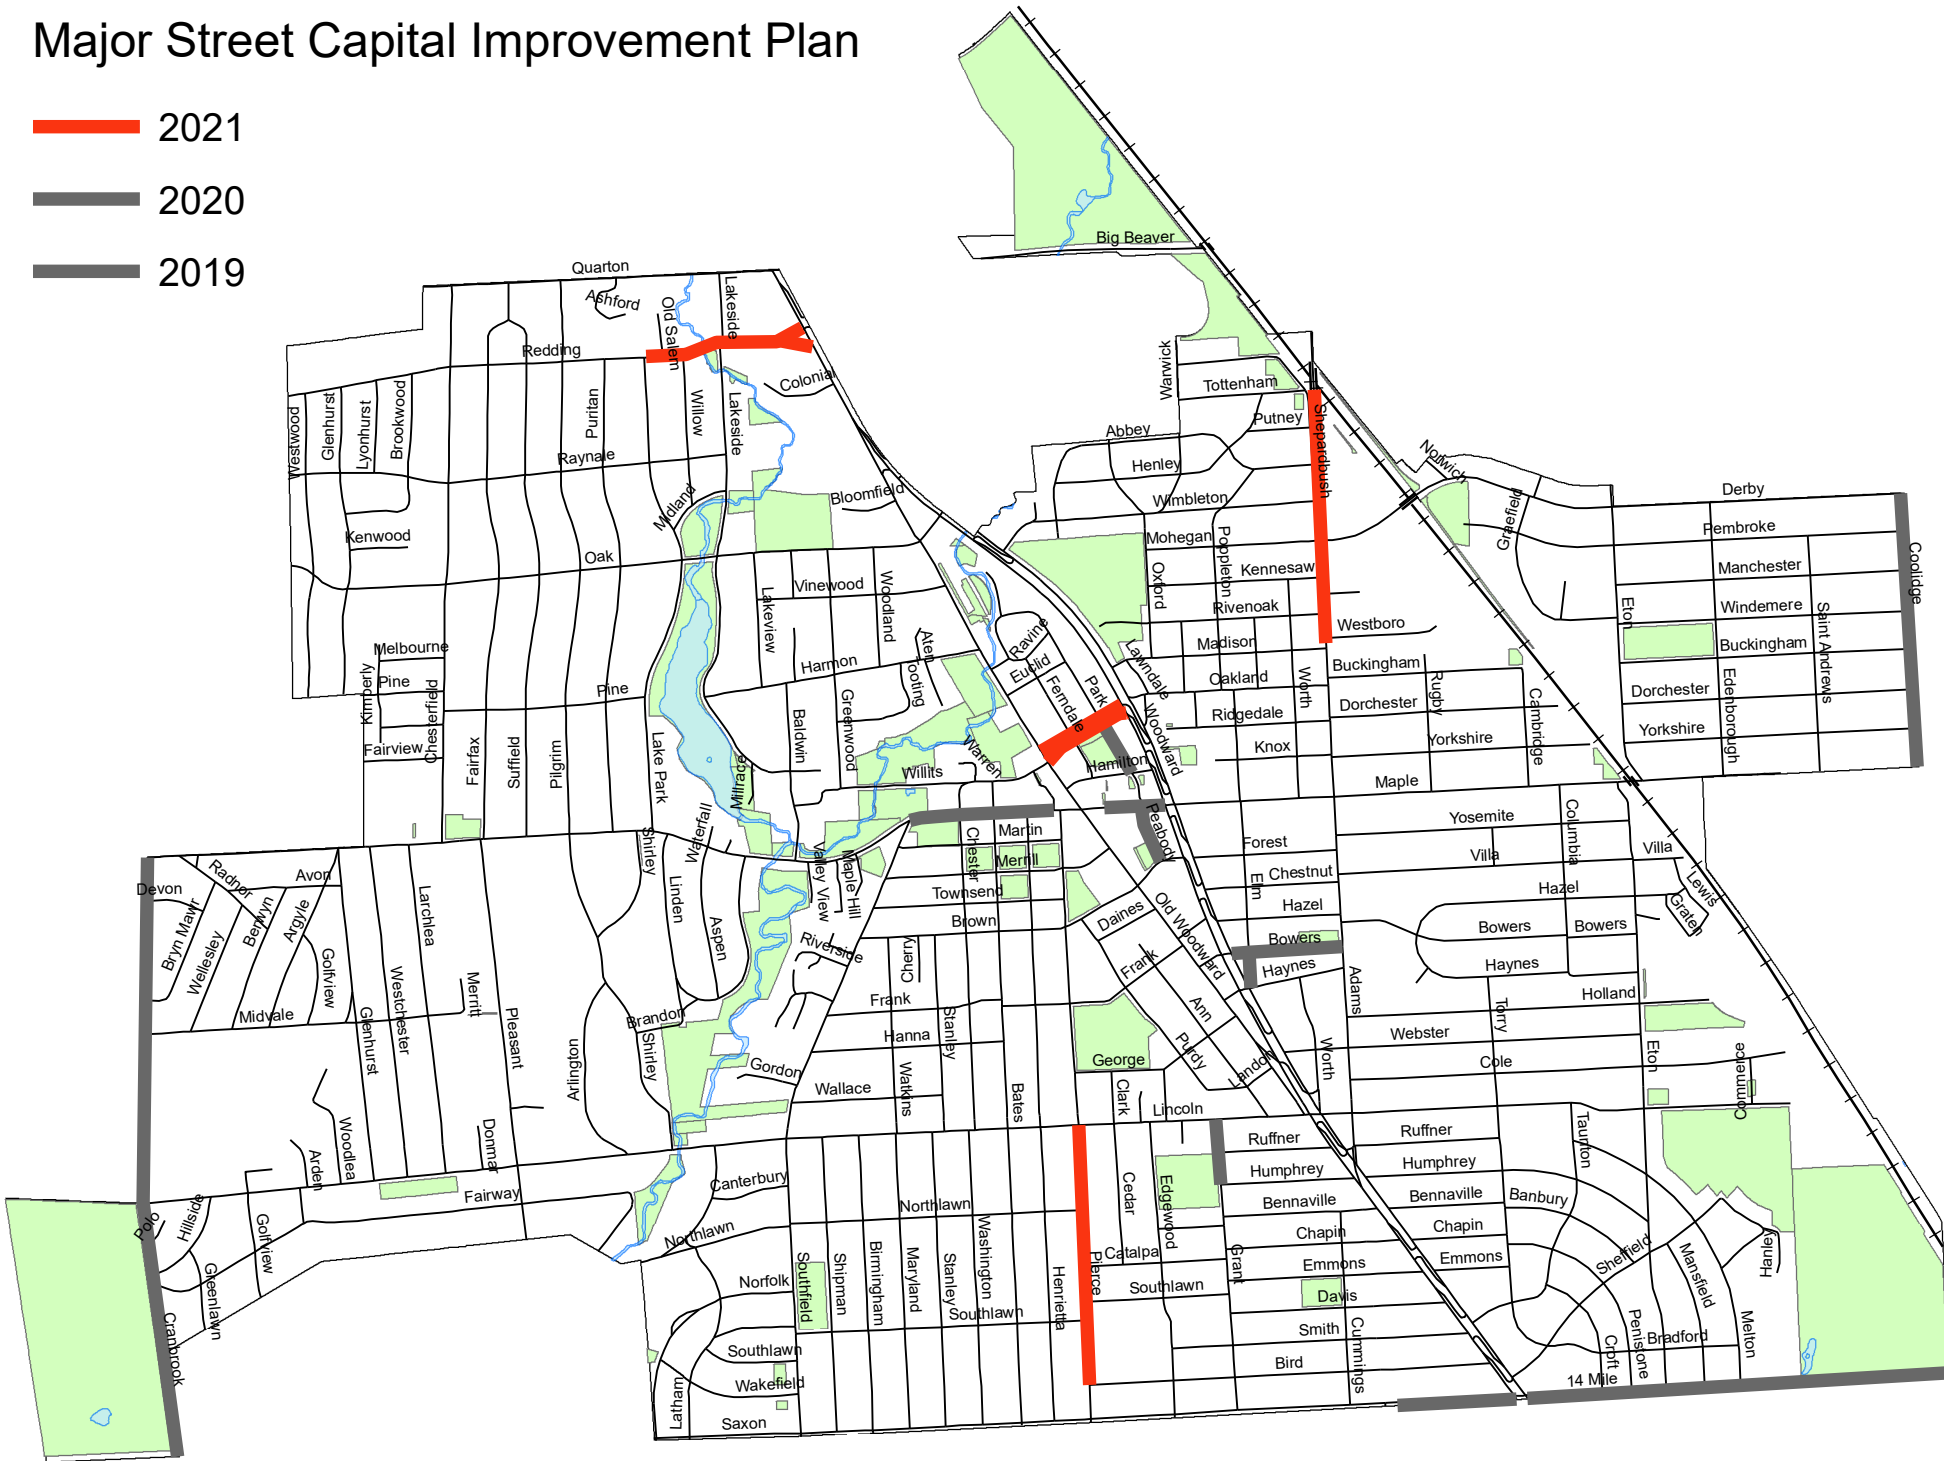 Major Street Capital Improvement Plan
2021
2020
2019
Big Beaver
Quarton
Ashford
Old Salem
Lakeside
Redding
Colonial
Warwick
Tottenham
Putney
Shepardbush
Westwood
Glenhurst
Lyonhurst
Brookwood
Puritan
Willow
Lakeside
Raynale
Abbey
Henley
Wimbleton
Norwich
Derby
Midland
Bloomfield
Kenwood
Oak
Mohegan
Poppleton
Graefield
Pembroke
Coolidge
Vinewood
Woodland
Lakeview
Oxford
Kennesaw
Manchester
Rivenoak
Eton
Windemere
Saint Andrews
Westboro
Melbourne
Aten
Ravine
Madison
Buckingham
Harmon
Tooting
Euclid
Lawndale
Buckingham
Kimberly
Pine
Chesterfield
Pine
Ferndale
Park
Oakland
Worth
Rugby
Dorchester
Edenborough
Baldwin
Greenwood
Woodward
Ridgedale
Dorchester
Cambridge
Yorkshire
Fairview
Fairfax
Suffield
Pilgrim
Lake Park
Millrace
Willits
Warren
Hamilton
Knox
Yorkshire
Maple
Waterfall
Shirley
Martin
Chester
Merrill
Peabody
Yosemite
Columbia
Forest
Villa
Villa
Devon
Radnor
Avon
Linden
Valley View
Maple Hill
Townsend
Elm
Chestnut
Hazel
Lewis
Bryn Mawr
Wellesley
Berwyn
Argyle
Larchlea
Aspen
Brown
Daines
Old Woodward
Hazel
Bowers
Bowers
Bowers
Graten
Golfview
Riverside
Cherry
Frank
Haynes
Haynes
Westchester
Merritt
Adams
Midvale
Glenhurst
Pleasant
Brandon
Shirley
Frank
Hanna
Stanley
Ann
Purdy
Holland
Torry
Webster
Eton
Cole
Commerce
Arlington
Gordon
Wallace
Watkins
Bates
George
Landon
Worth
Clark
Lincoln
Woodlea
Arden
Donmar
Ruffner
Ruffner
Taunton
Humphrey
Humphrey
Canterbury
Cedar
Edgewood
Fairway
Northlawn
Bennaville
Bennaville
Banbury
Polo
Hillside
Golfview
Northlawn
Washington
Chapin
Chapin
Sheffield
Hanley
Catalpa
Pierce
Grant
Emmons
Emmons
Mansfield
Greenlawn
Norfolk
Southfield
Shipman
Birmingham
Maryland
Stanley
Southlawn
Henrietta
Southlawn
Davis
Cranbrook
Southlawn
Smith
Cummings
Croft
Penistone
Bradford
Melton
Wakefield
Bird
Latham
Saxon
14 Mile